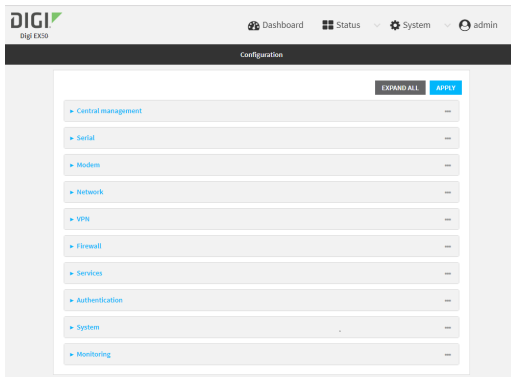 DIGI
Digi EX50
Dashboard Status System admin
Configuration
EXPAND ALL APPLY
Central management
Serial
Modem
Network
VPN
Firewall
Services
Authentication
System
Monitoring